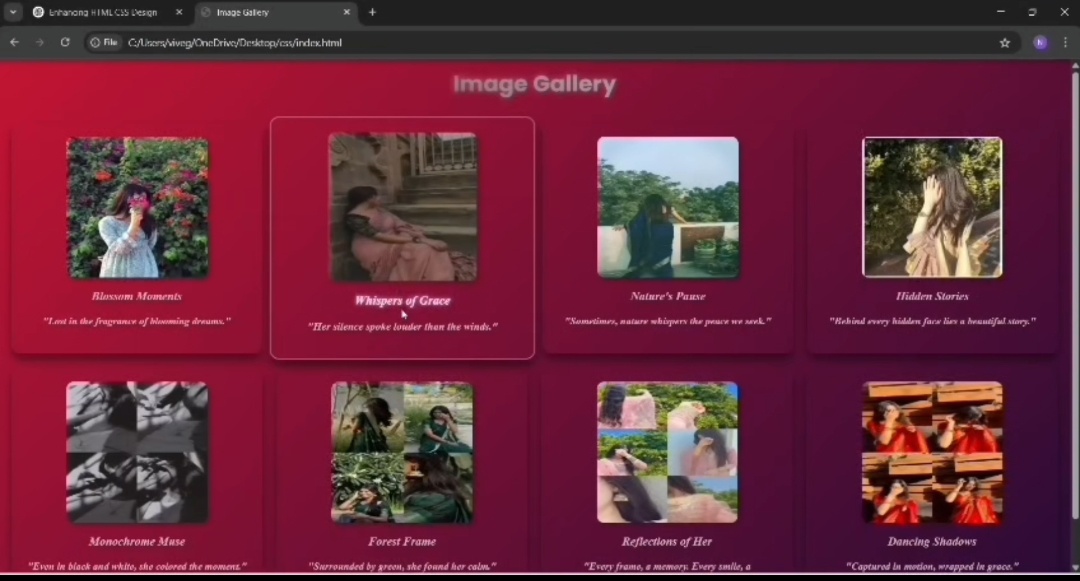 Enhancing HTML CSS Design
Image Gallery
File
C:/Users/viveg/OneDrive/Desktop/css/index.html
Image Gallery
Blossom Moments
Whispers of Grace
Nature's Pause
Hidden Stories
"Lost in the fragrance of blooming dreams."
"Her silence spoke louder than the winds."
"Sometimes, nature whispers the peace we seek."
"Behind every hidden face lies a beautiful story."
Monochrome Muse
Forest Frame
Reflections of Her
Dancing Shadows
"Even in black and white, she colored the moment."
"Surrounded by green, she found her calm."
"Every frame, a memory. Every smile, a
"Captured in motion, wrapped in grace."